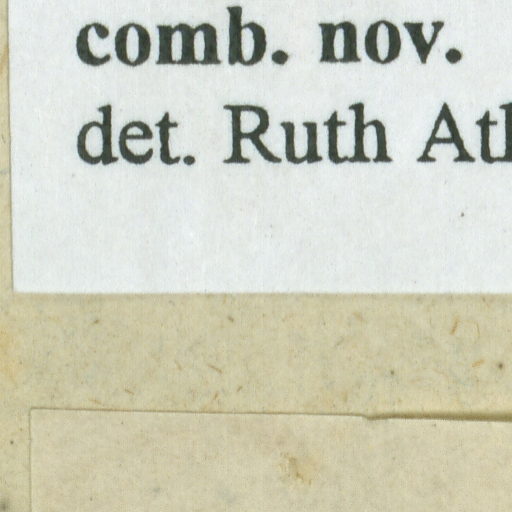 comb. nov.
det. Ruth